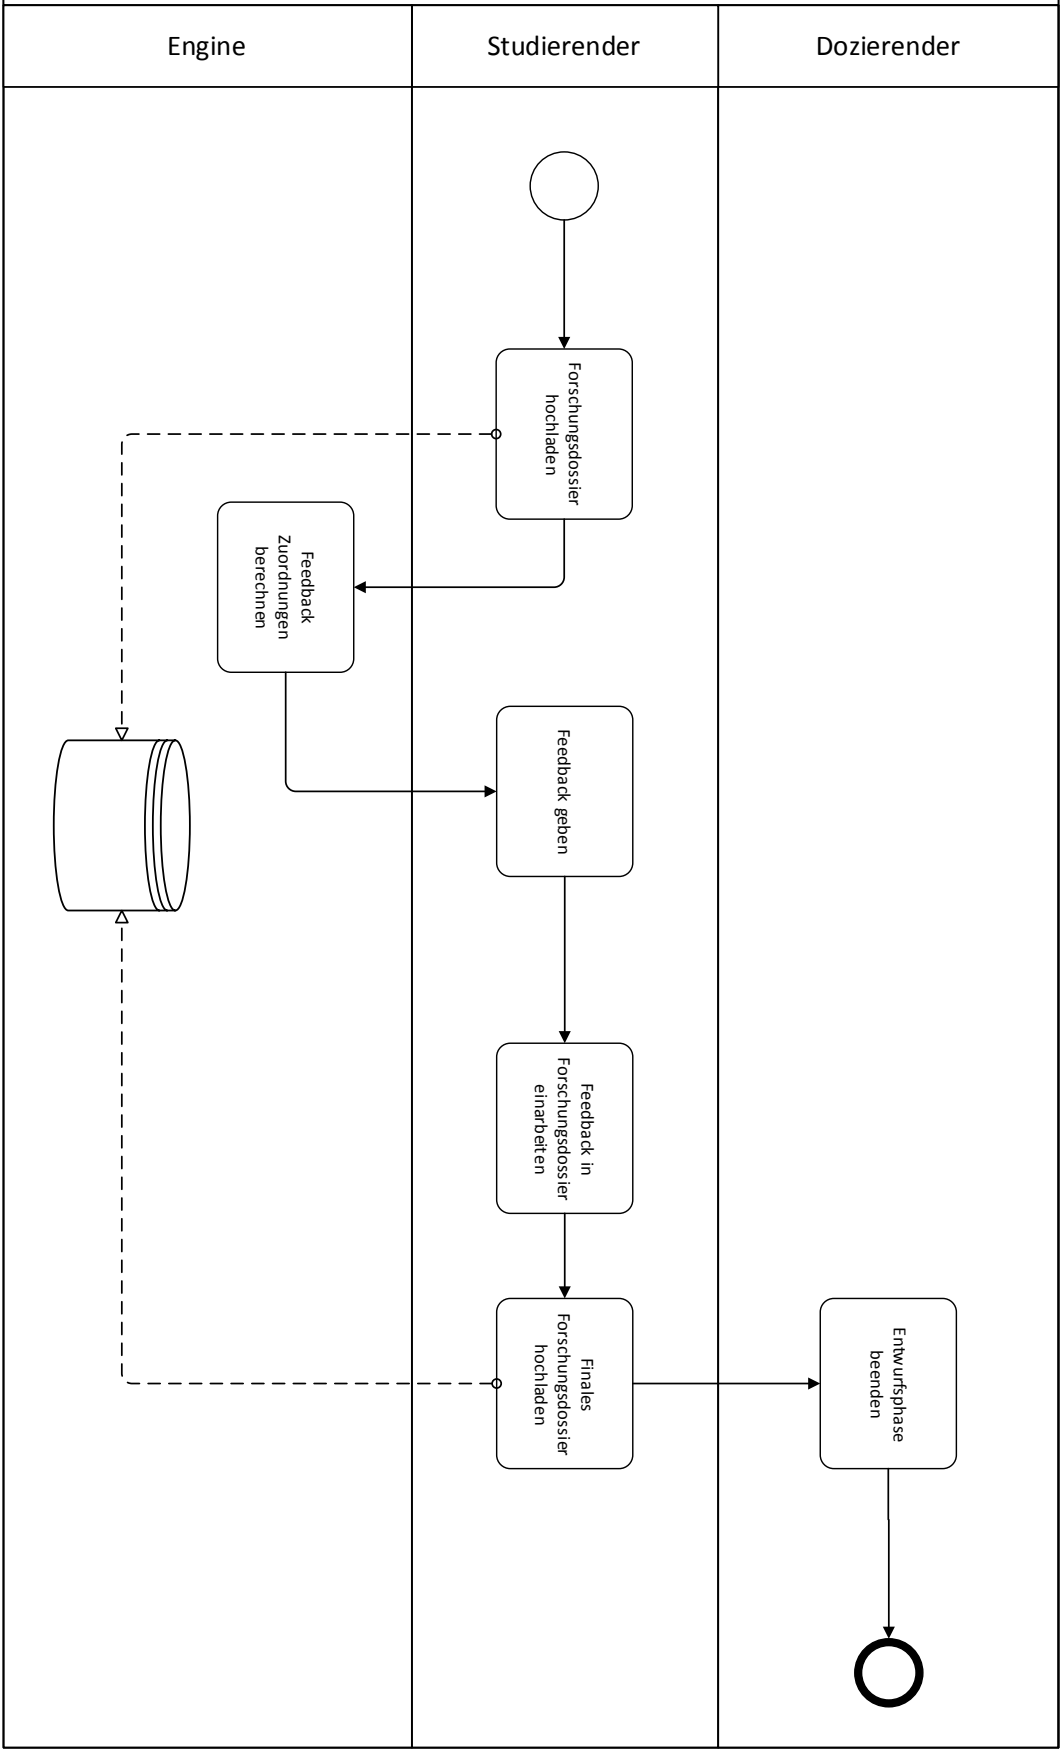 Engine
Studierender
Dozierender
Forschungsdossier
hochladen
Feedback
Zuordnungen
berechnen
Feedback geben
Feedback in
Forschungsdossier
einarbeiten
Finales
Forschungsdossier
hochladen
Entwurfsphase
beenden